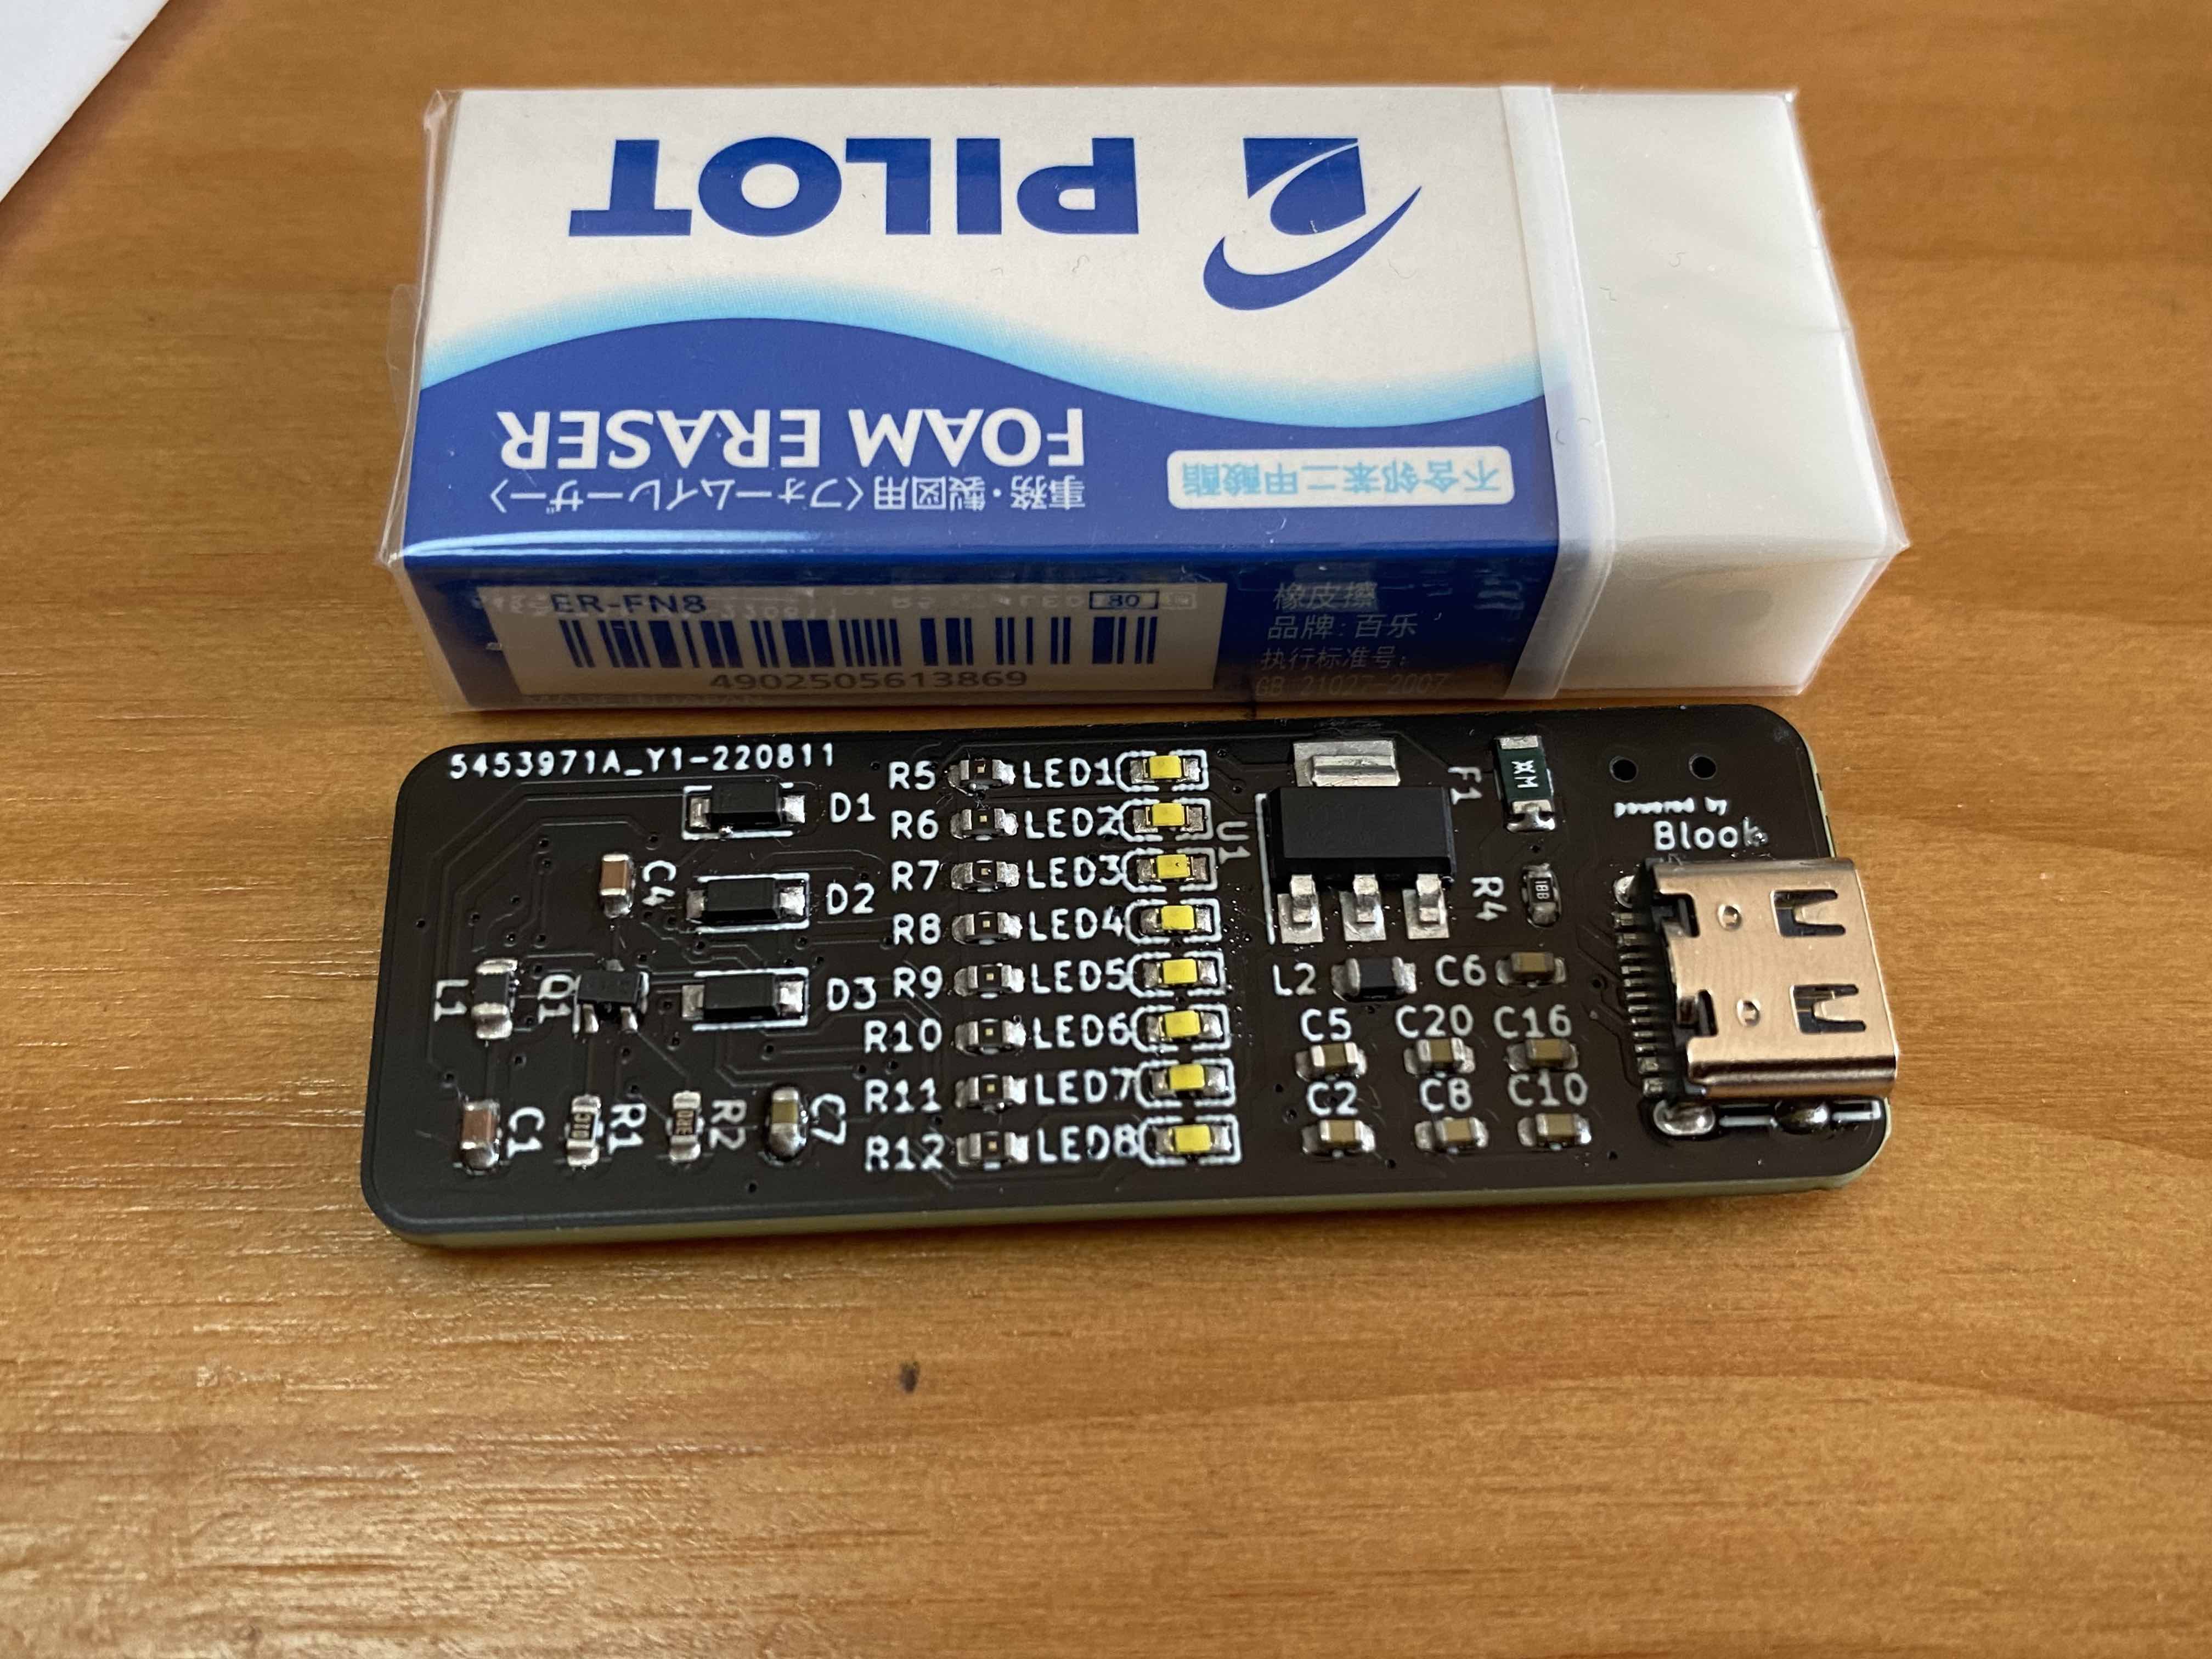 PILOT
FOAM ERASER
事務・製図用〈フォームイレーザー〉
不含邻苯二甲酸酯
ER-FN8
80
4902505613869
橡皮擦
品牌:百乐
执行标准号:
GB 21027-2007
5453971A_Y1-220811
D1
D2
D3
C4
L1
Q1
C1
R1
R2
C7
R5 LED1
R6 LED2
R7 LED3
R8 LED4
R9 LED5
R10 LED6
R11 LED7
R12 LED8
U1
F1
R4
L2 C6
C5 C20 C16
C2 C8 C10
powered by
Blook